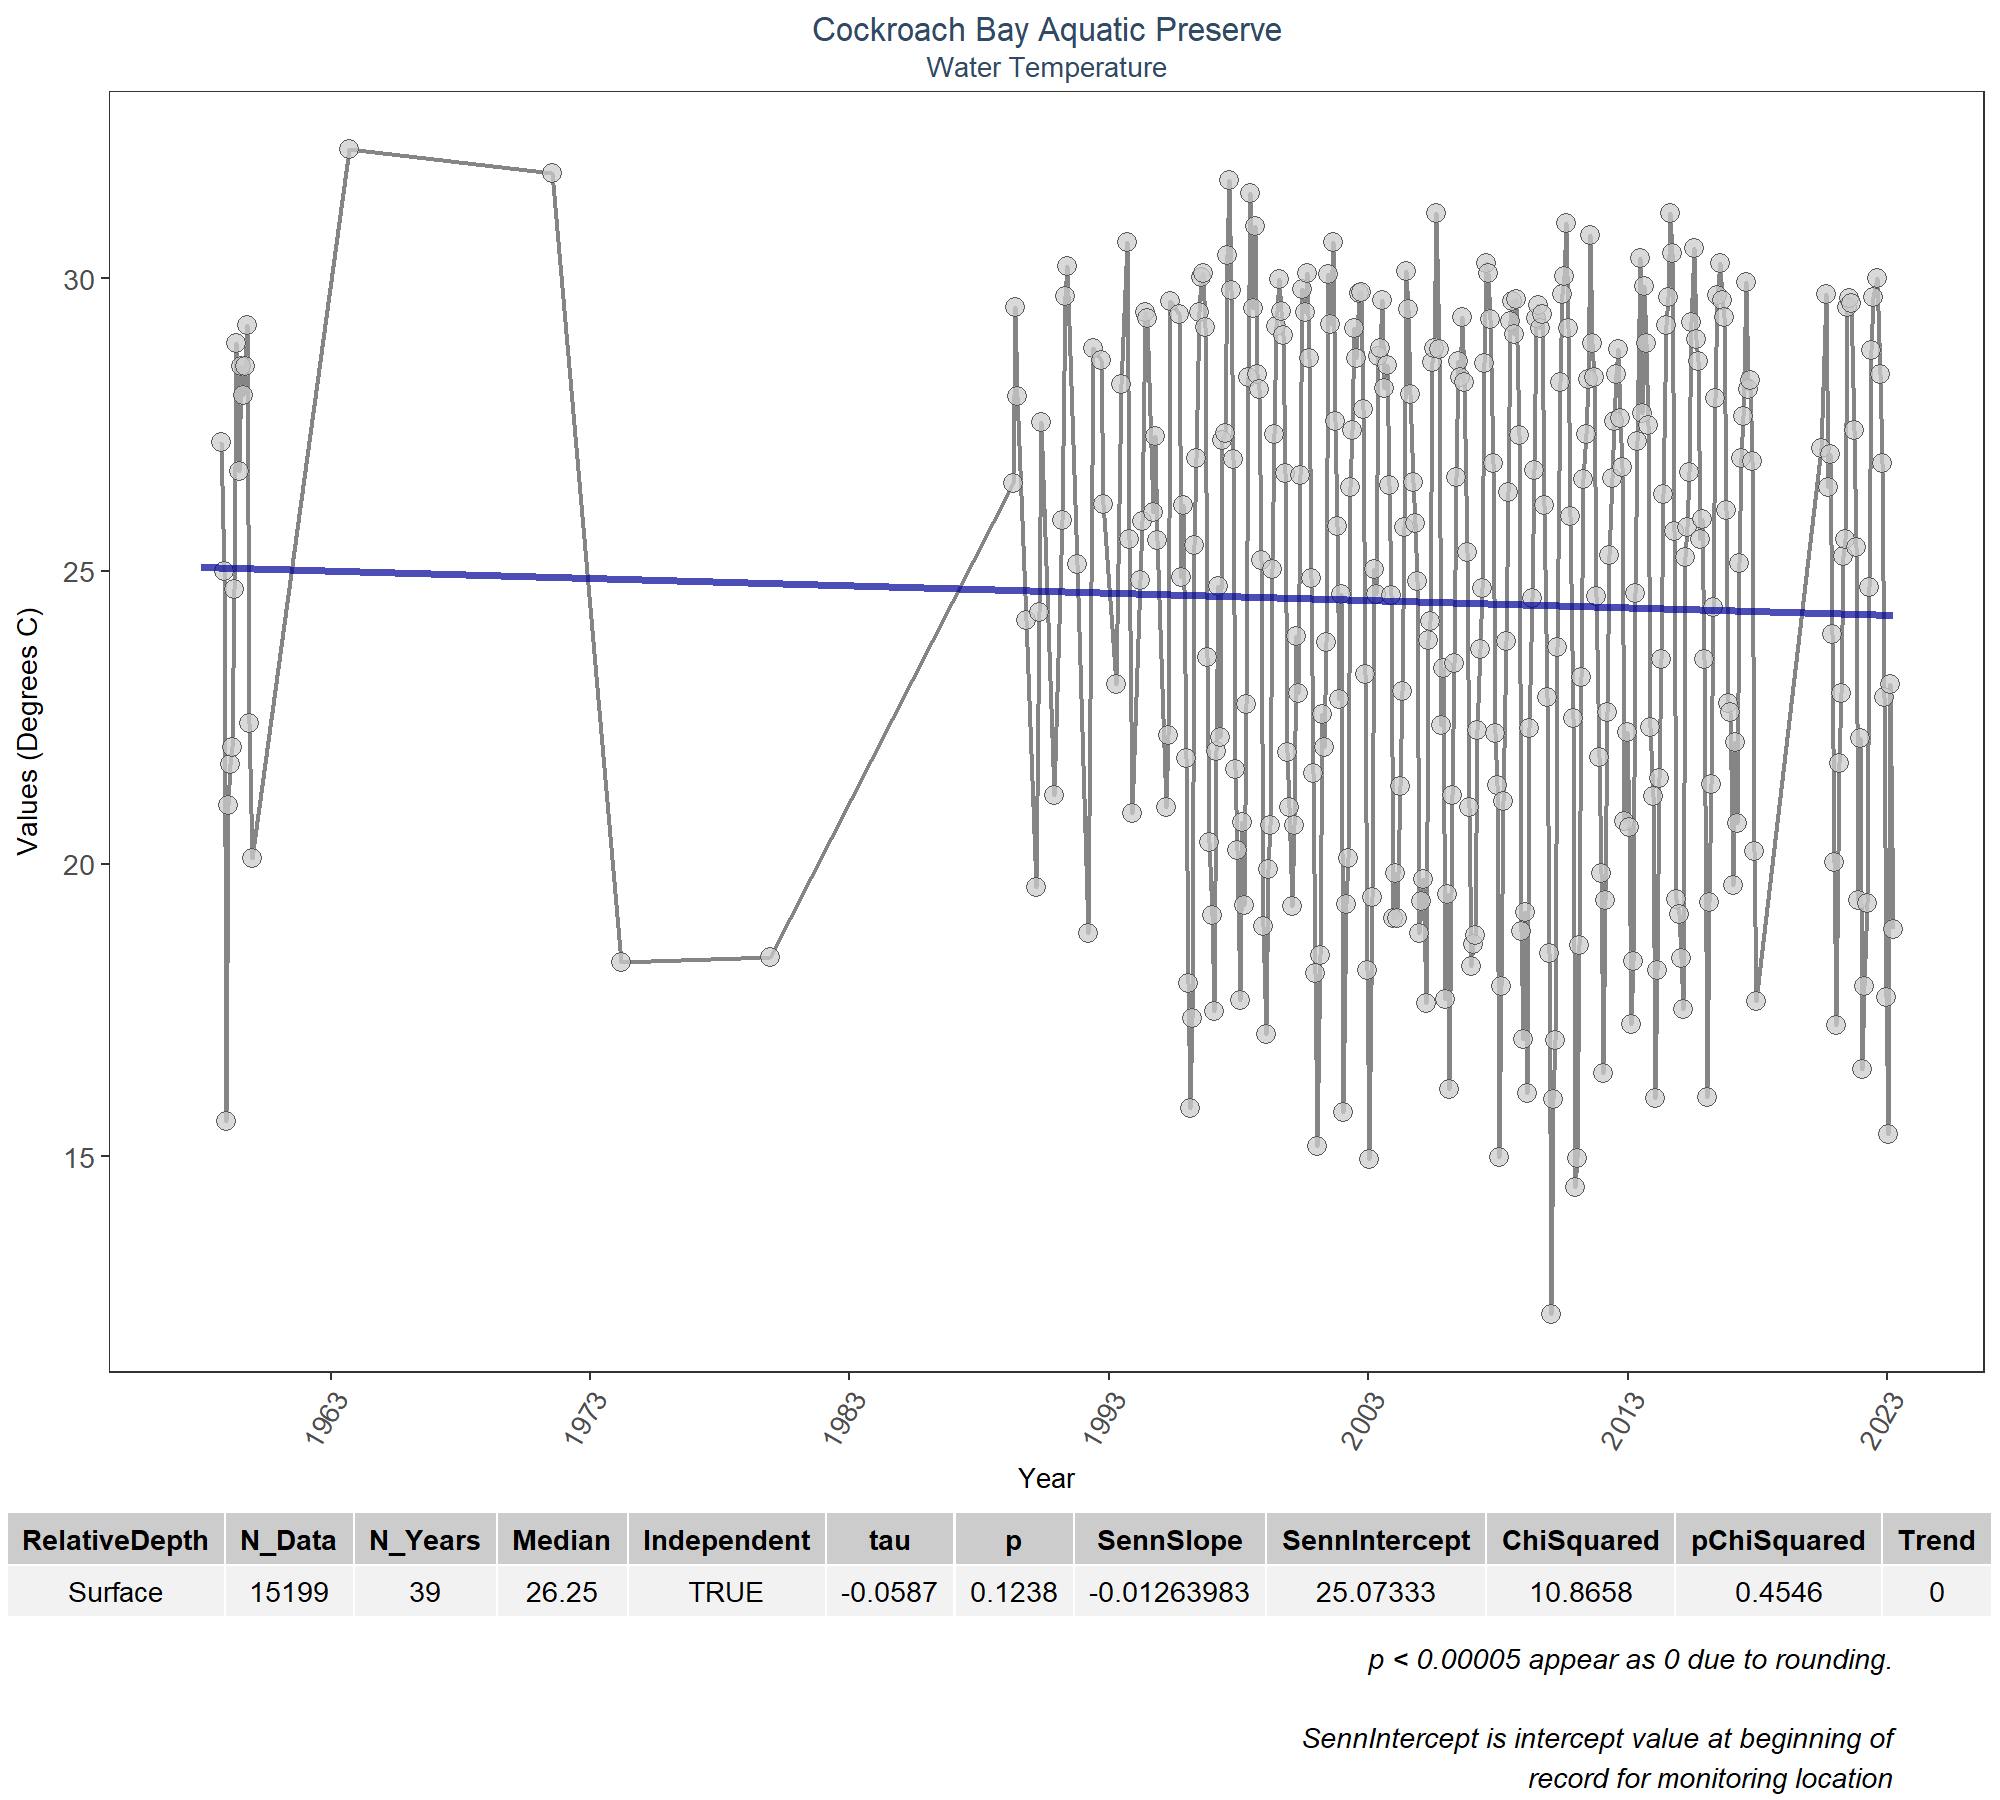 Cockroach Bay Aquatic Preserve
Water Temperature
Values (Degrees C)
30
25
20
15
1963
1973
1983
1993
2003
2013
2023
Year
RelativeDepth N_Data N_Years Median Independent tau p SennSlope SennIntercept ChiSquared pChiSquared Trend
Surface 15199 39 26.25 TRUE -0.0587 0.1238 -0.01263983 25.07333 10.8658 0.4546 0
p < 0.00005 appear as 0 due to rounding.
SennIntercept is intercept value at beginning of
record for monitoring location